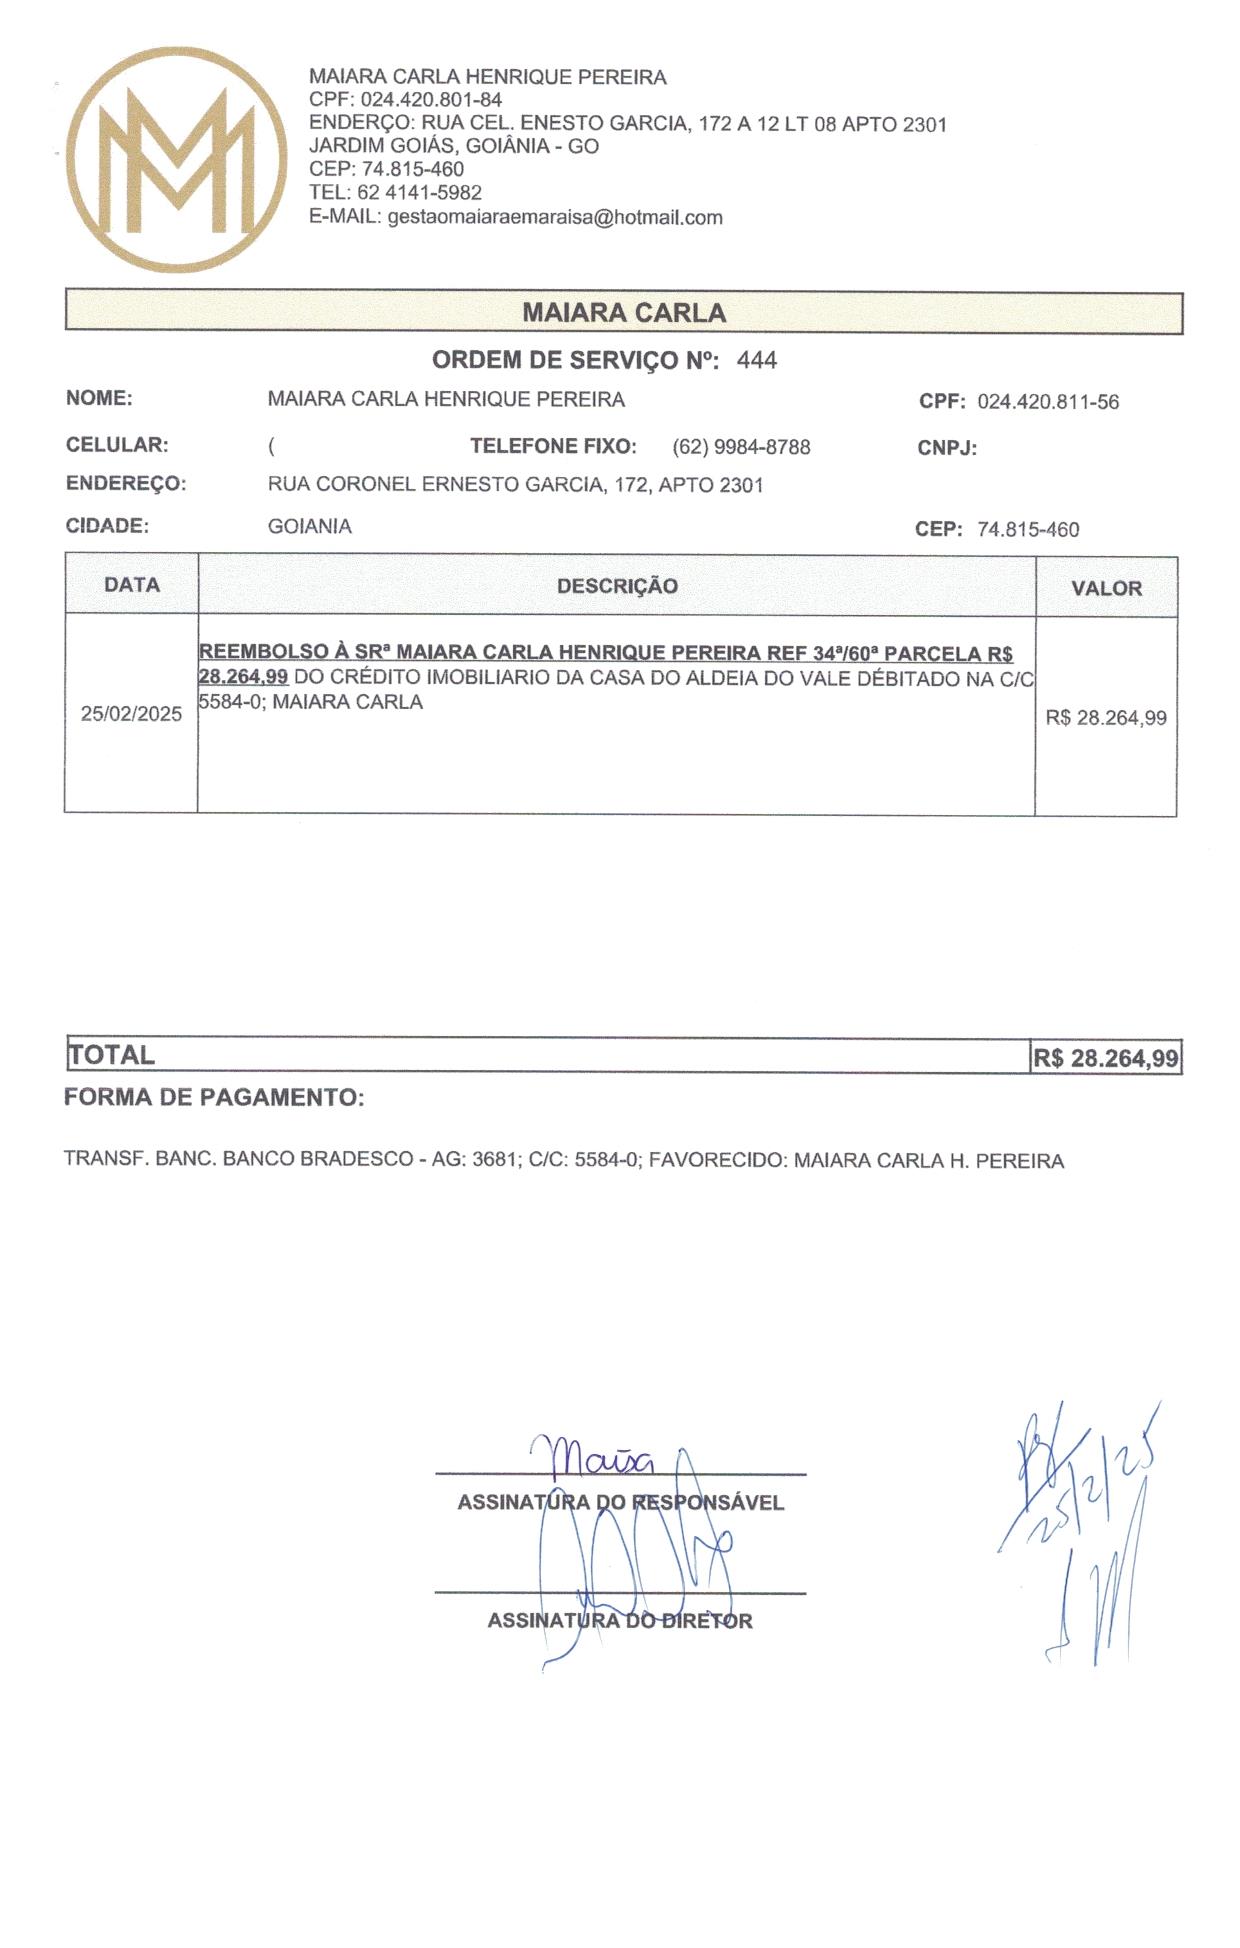 MAIARA CARLA HENRIQUE PEREIRA
CPF: 024.420.801-84
ENDERÇO: RUA CEL. ENESTO GARCIA, 172 A 12 LT 08 APTO 2301
JARDIM GOIÁS, GOIÂNIA - GO
CEP: 74.815-460
TEL: 62 4141-5982
E-MAIL: gestaomaiaraemaraisa@hotmail.com
MAIARA CARLA
ORDEM DE SERVIÇO Nº: 444
NOME: MAIARA CARLA HENRIQUE PEREIRA CPF: 024.420.811-56
CELULAR: ( TELEFONE FIXO: (62) 9984-8788 CNPJ:
ENDEREÇO: RUA CORONEL ERNESTO GARCIA, 172, APTO 2301
CIDADE: GOIANIA CEP: 74.815-460
DATA DESCRIÇÃO VALOR
REEMBOLSO À SRª MAIARA CARLA HENRIQUE PEREIRA REF 34ª/60ª PARCELA R$
28.264,99 DO CRÉDITO IMOBILIARIO DA CASA DO ALDEIA DO VALE DÉBITADO NA C/C
5584-0; MAIARA CARLA
25/02/2025 R$ 28.264,99
TOTAL R$ 28.264,99
FORMA DE PAGAMENTO:
TRANSF. BANC. BANCO BRADESCO - AG: 3681; C/C: 5584-0; FAVORECIDO: MAIARA CARLA H. PEREIRA
Maísa
ASSINATURA DO RESPONSÁVEL
25/2/25
ASSINATURA DO DIRETOR